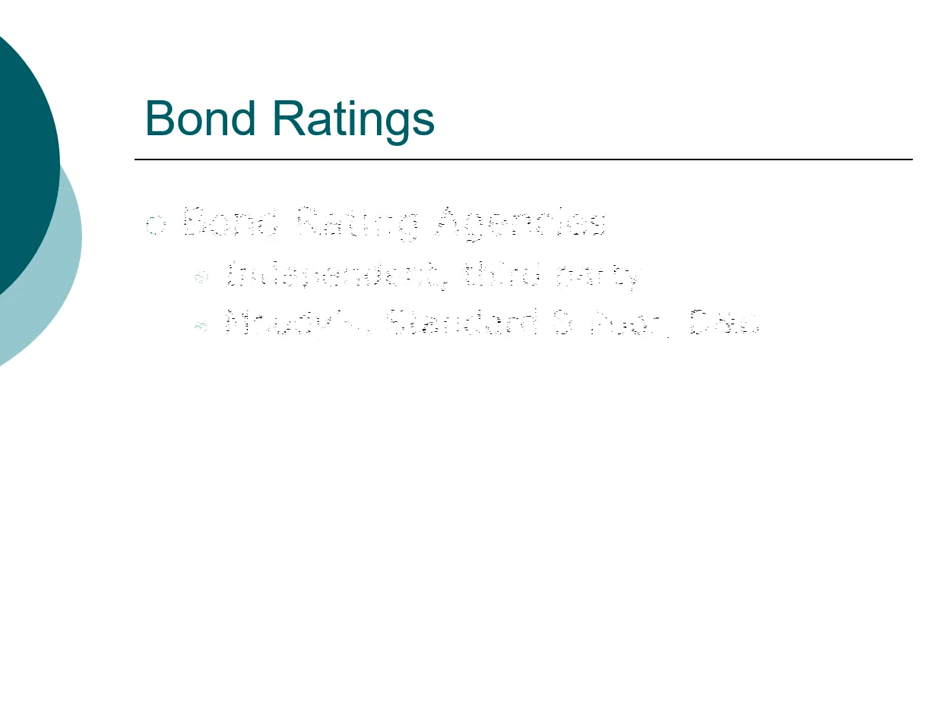 Bond Ratings
Bond Rating Agencies
Independent, third party
Moody's, Standard & Poor, D&B